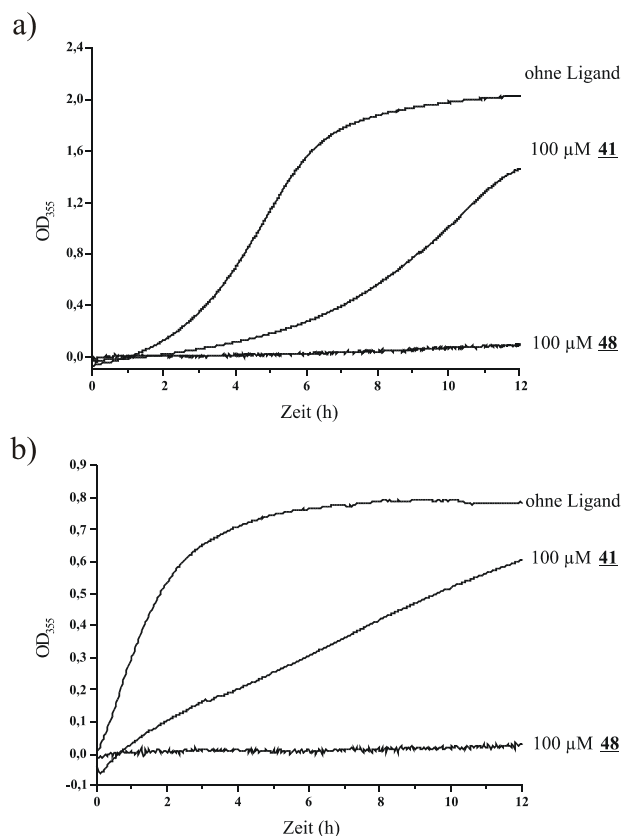 a)
2,4
2,0
1,6
1,2
0,8
0,4
0,0
OD355
0 2 4 6 8 10 12
Zeit (h)
ohne Ligand
100 µM 41
100 µM 48
b)
0,9
0,8
0,7
0,6
0,5
0,4
0,3
0,2
0,1
0,0
-0,1
OD355
0 2 4 6 8 10 12
Zeit (h)
ohne Ligand
100 µM 41
100 µM 48